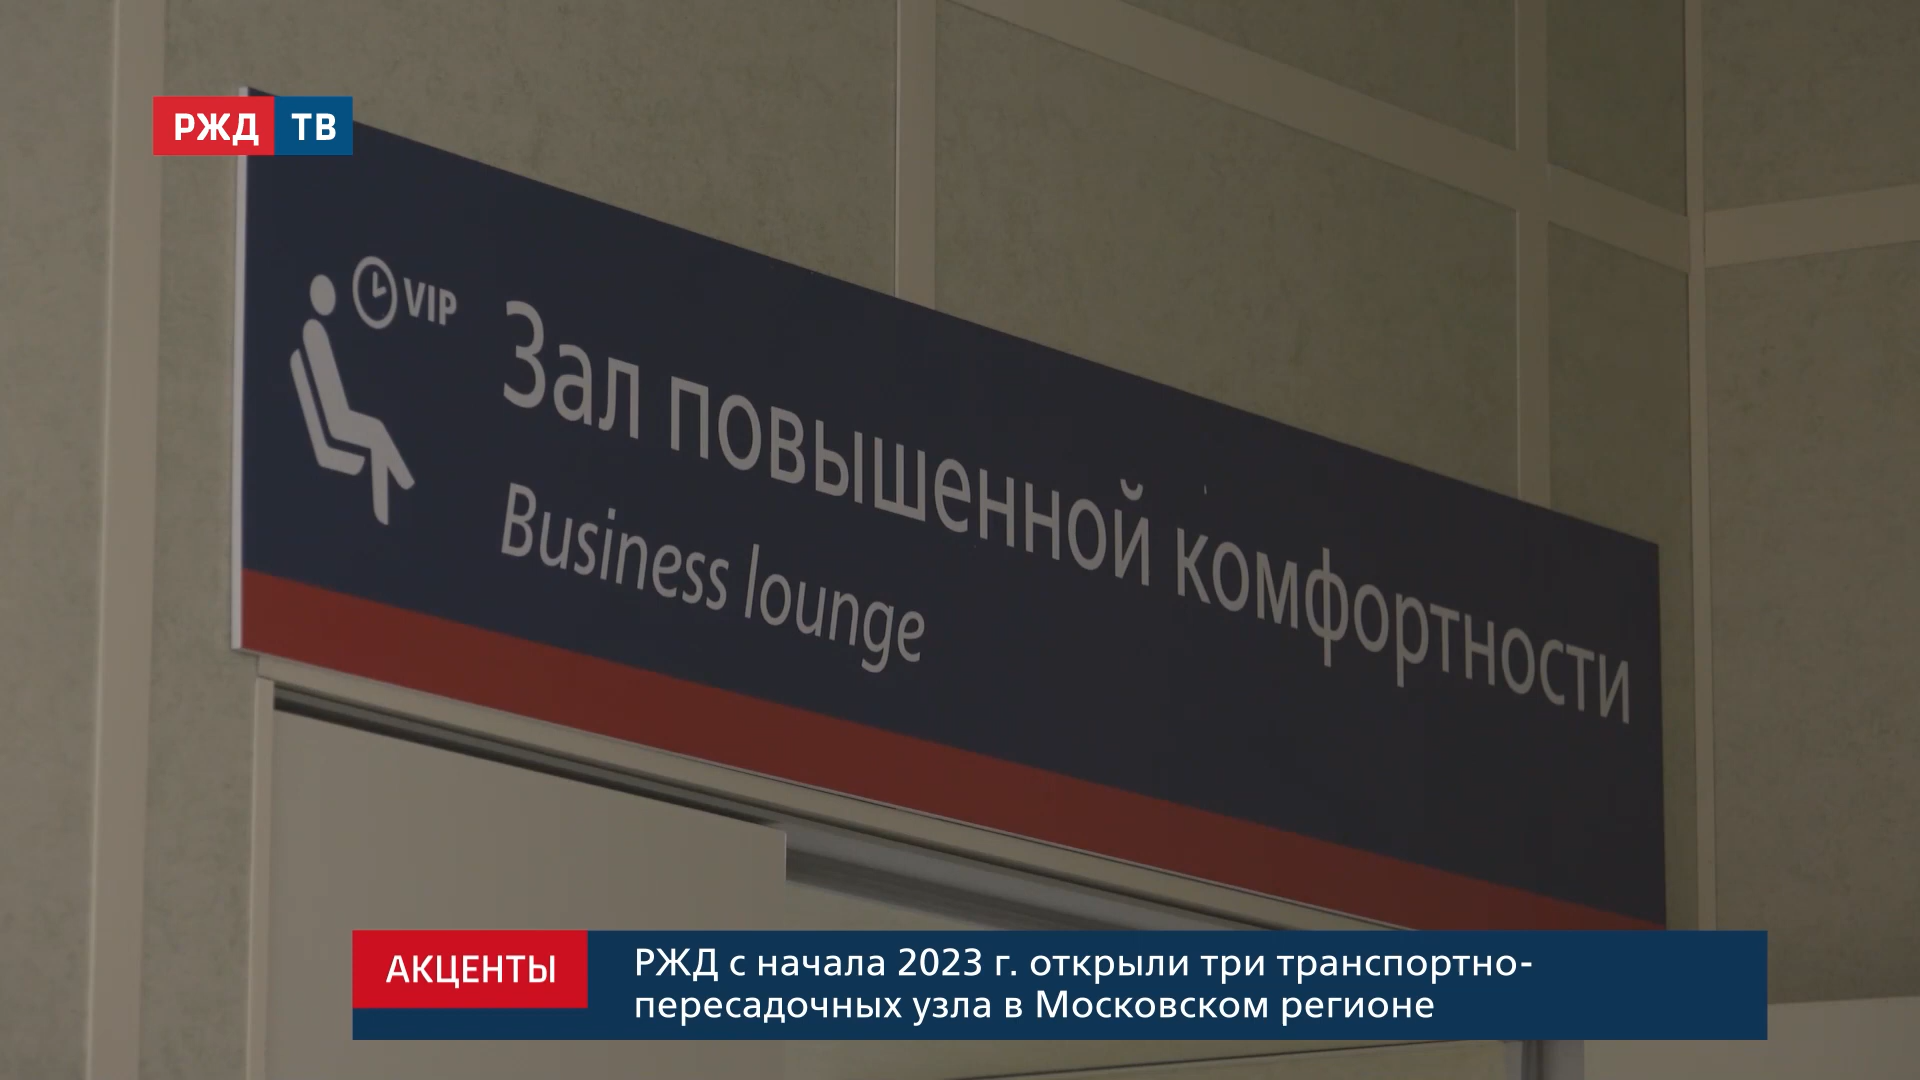 РЖД ТВ
VIP
Зал повышенной комфортности
Business lounge
АКЦЕНТЫ
РЖД с начала 2023 г. открыли три транспортно-
пересадочных узла в Московском регионе